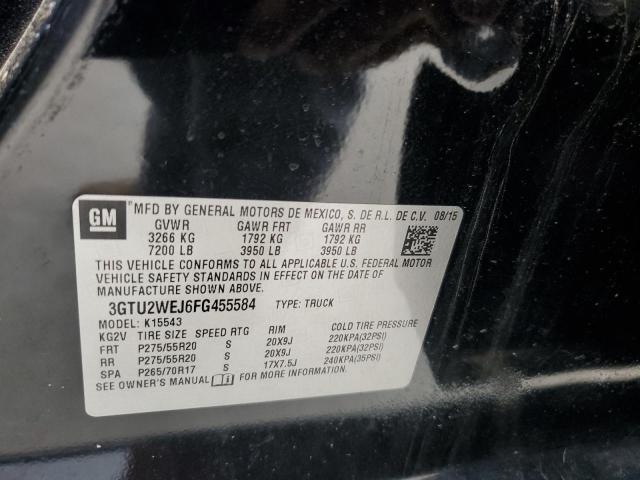 GM MFD BY GENERAL MOTORS DE MEXICO, S. DE R.L. DE C.V. 08/15
GVWR GAWR FRT GAWR RR
3266 KG 1792 KG 1792 KG
7200 LB 3950 LB 3950 LB
THIS VEHICLE CONFORMS TO ALL APPLICABLE U.S. FEDERAL MOTOR
VEHICLE SAFETY STANDARDS IN EFFECT ON THE DATE OF
MANUFACTURE SHOWN ABOVE.
3GTU2WEJ6FG455584 TYPE: TRUCK
MODEL: K15543
KG2V TIRE SIZE SPEED RTG RIM COLD TIRE PRESSURE
FRT P275/55R20 S 20X9J 220KPA(32PSI)
RR P275/55R20 S 20X9J 220KPA(32PSI)
SPA P265/70R17 S 17X7.5J 240KPA(35PSI)
SEE OWNER'S MANUAL FOR MORE INFORMATION.